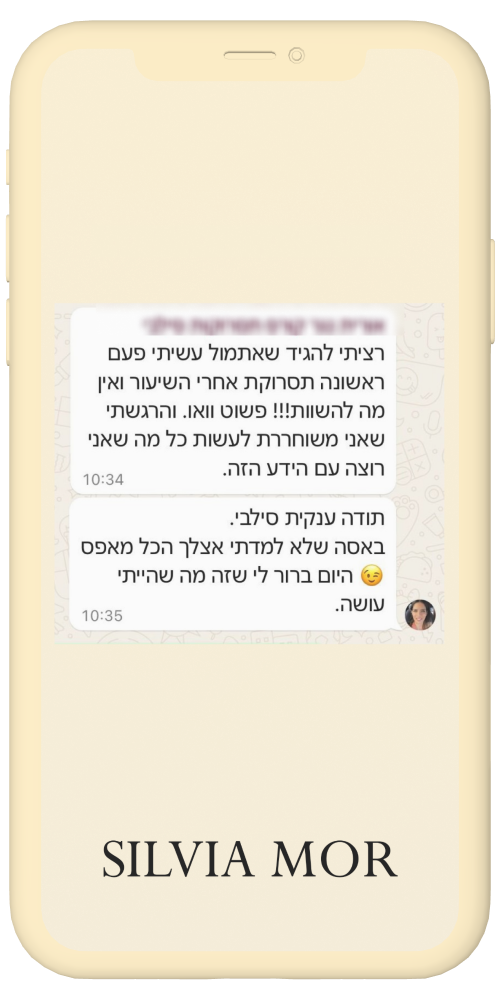 רציתי להגיד שאתמול עשיתי פעם
ראשונה תסרוקת אחרי השיעור ואין
מה להשוות!!! פשוט וואו. והרגשתי
שאני משוחררת לעשות כל מה שאני
רוצה עם הידע הזה.
10:34
תודה ענקית סילבי.
באסה שלא למדתי אצלך הכל מאפס
😉 היום ברור לי שזה מה שהייתי
עושה.
10:35
SILVIA MOR